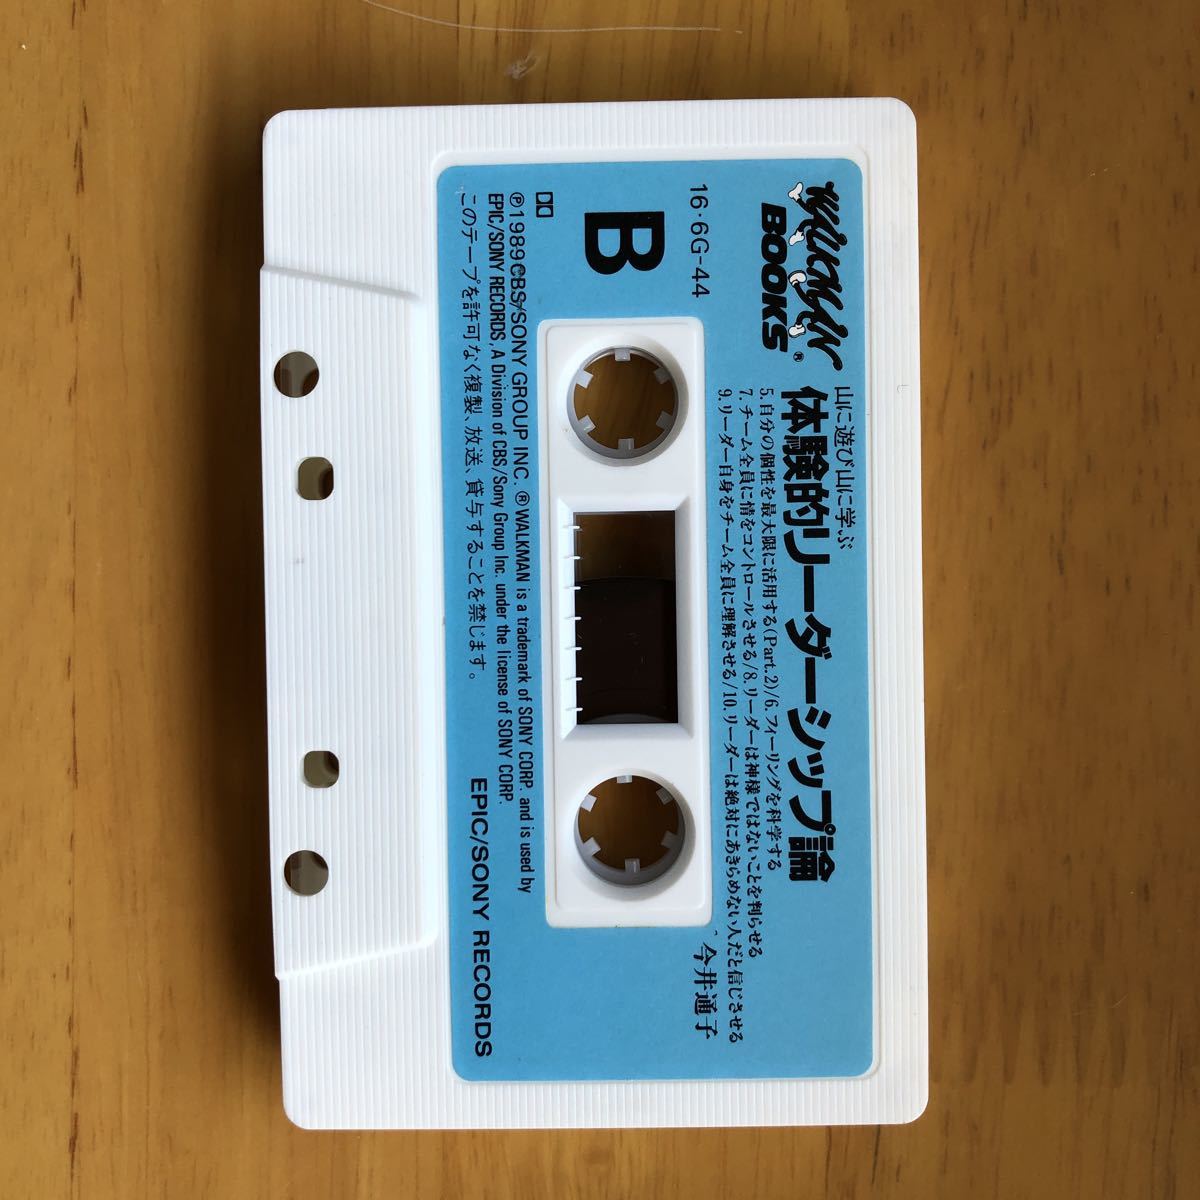 WALKMAN
BOOKS®
山に遊び山に学ぶ
体験的リーダーシップ論
5.自分の個性を最大限に活用する(Part.2)/6.フィーリングを科学する
7.チーム全員に情をコントロールさせる/8.リーダーは神様ではないことを判らせる
9.リーダー自身をチーム全員に理解させる/10.リーダーは絶対にあきらめない人だと信じさせる
16・6G-44
今井通子
B
℗1989 CBS/SONY GROUP INC. ®WALKMAN is a trademark of SONY CORP. and is used by
EPIC/SONY RECORDS, A Division of CBS/Sony Group Inc. under the license of SONY CORP.
このテープを許可なく複製、放送、貸与することを禁じます。
EPIC/SONY RECORDS